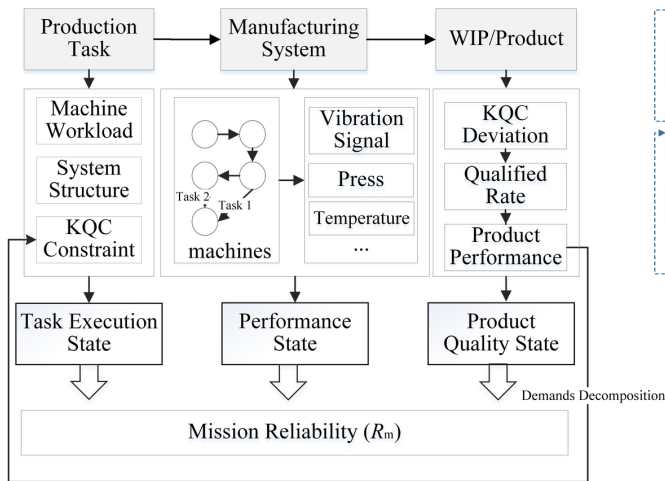 Production
Task
Manufacturing
System
WIP/Product
Machine
Workload
System
Structure
KQC
Constraint
Task 2
Task 1
machines
Vibration
Signal
Press
Temperature
...
KQC
Deviation
Qualified
Rate
Product
Performance
Task Execution
State
Performance
State
Product
Quality State
Demands Decomposition
Mission Reliability (Rm)